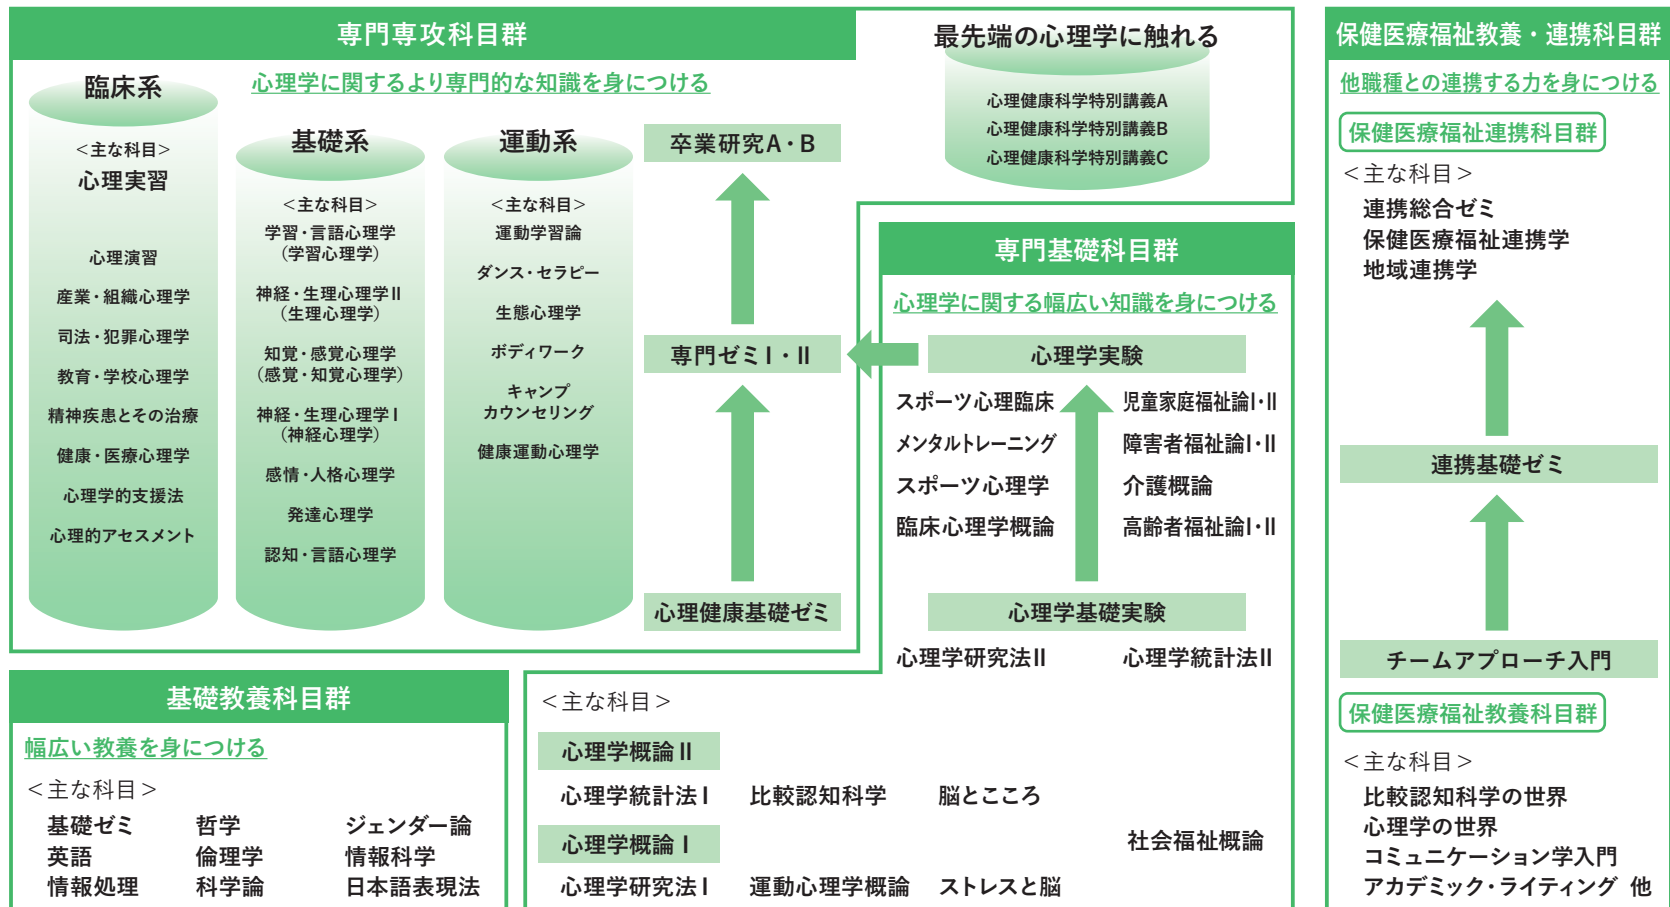 専門専攻科目群
心理学に関するより専門的な知識を身につける
臨床系
<主な科目>
心理実習
心理演習
産業・組織心理学
司法・犯罪心理学
教育・学校心理学
精神疾患とその治療
健康・医療心理学
心理学的支援法
心理的アセスメント
基礎系
<主な科目>
学習・言語心理学
(学習心理学)
神経・生理心理学II
(生理心理学)
知覚・感覚心理学
(感覚・知覚心理学)
神経・生理心理学I
(神経心理学)
感情・人格心理学
発達心理学
認知・言語心理学
運動系
<主な科目>
運動学習論
ダンス・セラピー
生態心理学
ボディワーク
キャンプ
カウンセリング
健康運動心理学
卒業研究A・B
専門ゼミI・II
心理健康基礎ゼミ
最先端の心理学に触れる
心理健康科学特別講義A
心理健康科学特別講義B
心理健康科学特別講義C
専門基礎科目群
心理学に関する幅広い知識を身につける
心理学実験
スポーツ心理臨床
メンタルトレーニング
スポーツ心理学
臨床心理学概論
児童家庭福祉論I・II
障害者福祉論I・II
介護概論
高齢者福祉論I・II
心理学基礎実験
心理学研究法II 心理学統計法II
<主な科目>
心理学概論 II
心理学統計法I 比較認知科学 脳とこころ
心理学概論 I
社会福祉概論
心理学研究法I 運動心理学概論 ストレスと脳
基礎教養科目群
幅広い教養を身につける
<主な科目>
基礎ゼミ 哲学 ジェンダー論
英語 倫理学 情報科学
情報処理 科学論 日本語表現法
保健医療福祉教養・連携科目群
他職種との連携する力を身につける
保健医療福祉連携科目群
<主な科目>
連携総合ゼミ
保健医療福祉連携学
地域連携学
連携基礎ゼミ
チームアプローチ入門
保健医療福祉教養科目群
<主な科目>
比較認知科学の世界
心理学の世界
コミュニケーション学入門
アカデミック・ライティング 他